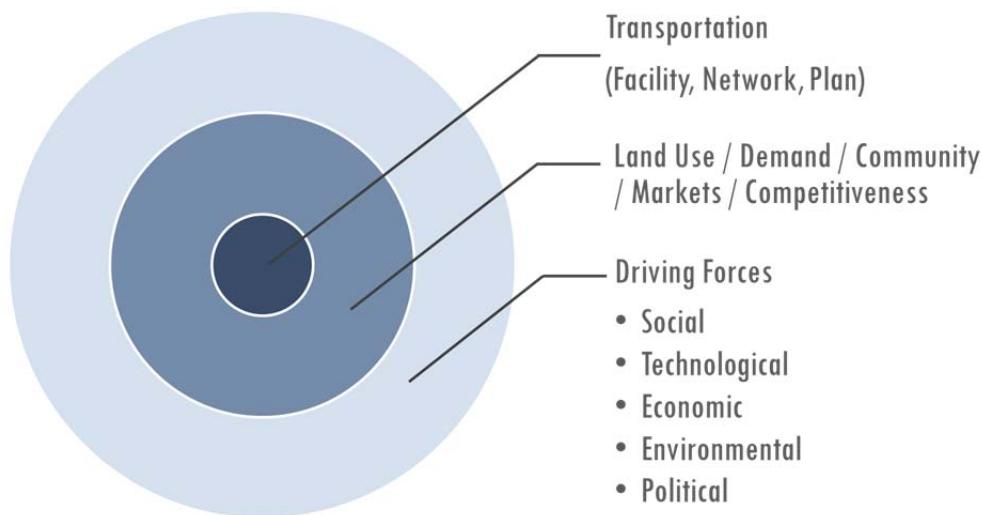 Transportation
(Facility, Network, Plan)
Land Use / Demand / Community
/ Markets / Competitiveness
Driving Forces
• Social
• Technological
• Economic
• Environmental
• Political